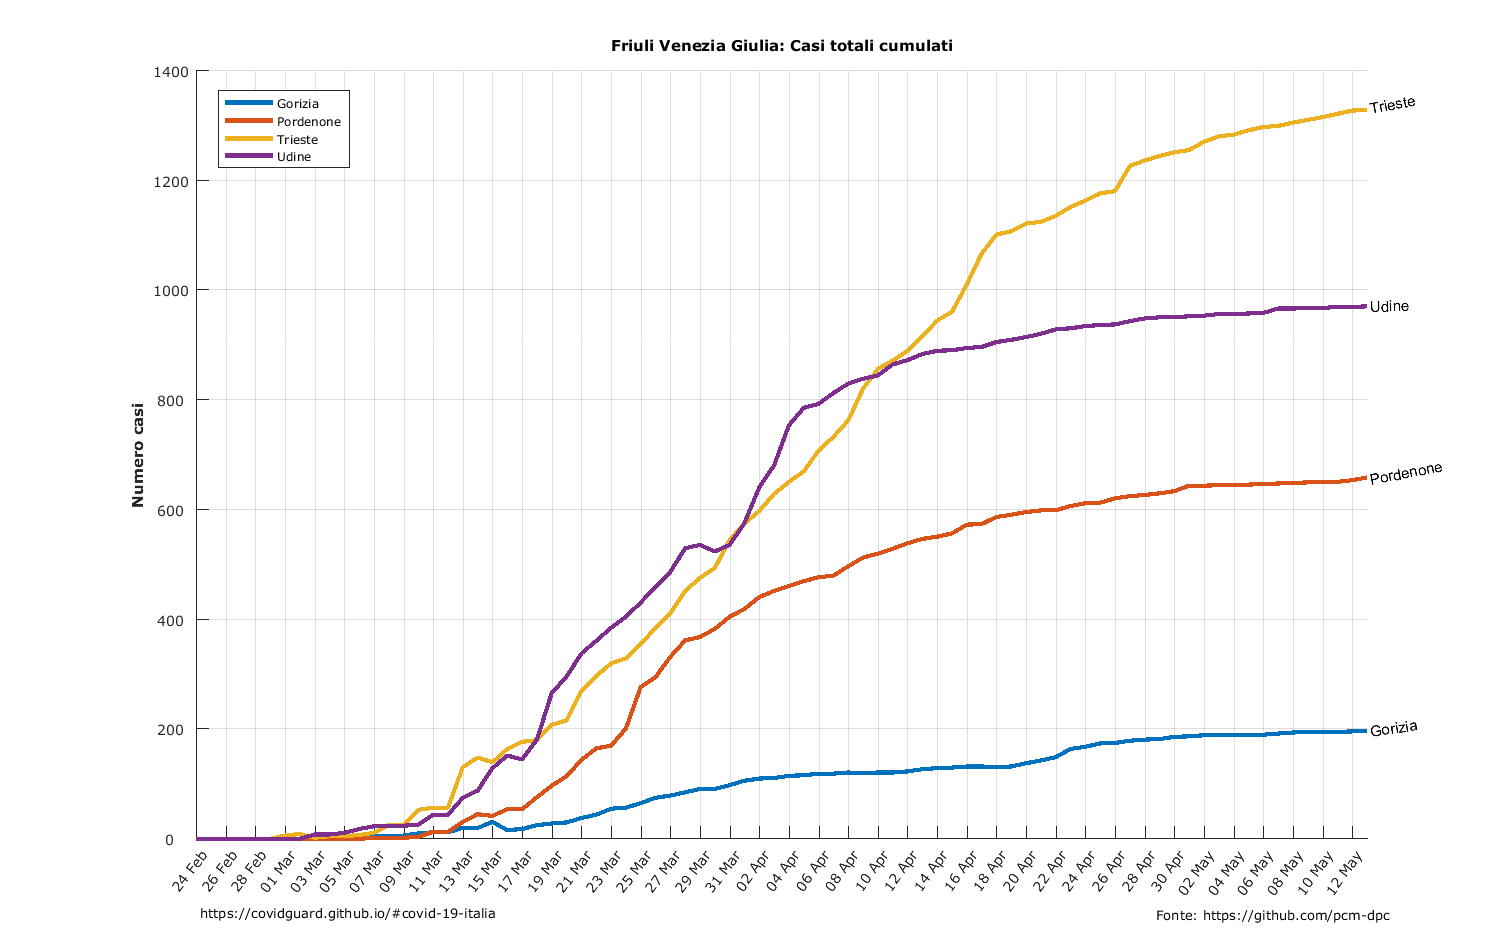 Friuli Venezia Giulia: Casi totali cumulati
Numero casi
1400
1200
1000
800
600
400
200
0
Gorizia
Pordenone
Trieste
Udine
Trieste
Udine
Pordenone
Gorizia
24 Feb
26 Feb
28 Feb
01 Mar
03 Mar
05 Mar
07 Mar
09 Mar
11 Mar
13 Mar
15 Mar
17 Mar
19 Mar
21 Mar
23 Mar
25 Mar
27 Mar
29 Mar
31 Mar
02 Apr
04 Apr
06 Apr
08 Apr
10 Apr
12 Apr
14 Apr
16 Apr
18 Apr
20 Apr
22 Apr
24 Apr
26 Apr
28 Apr
30 Apr
02 May
04 May
06 May
08 May
10 May
12 May
https://covidguard.github.io/#covid-19-italia
Fonte: https://github.com/pcm-dpc